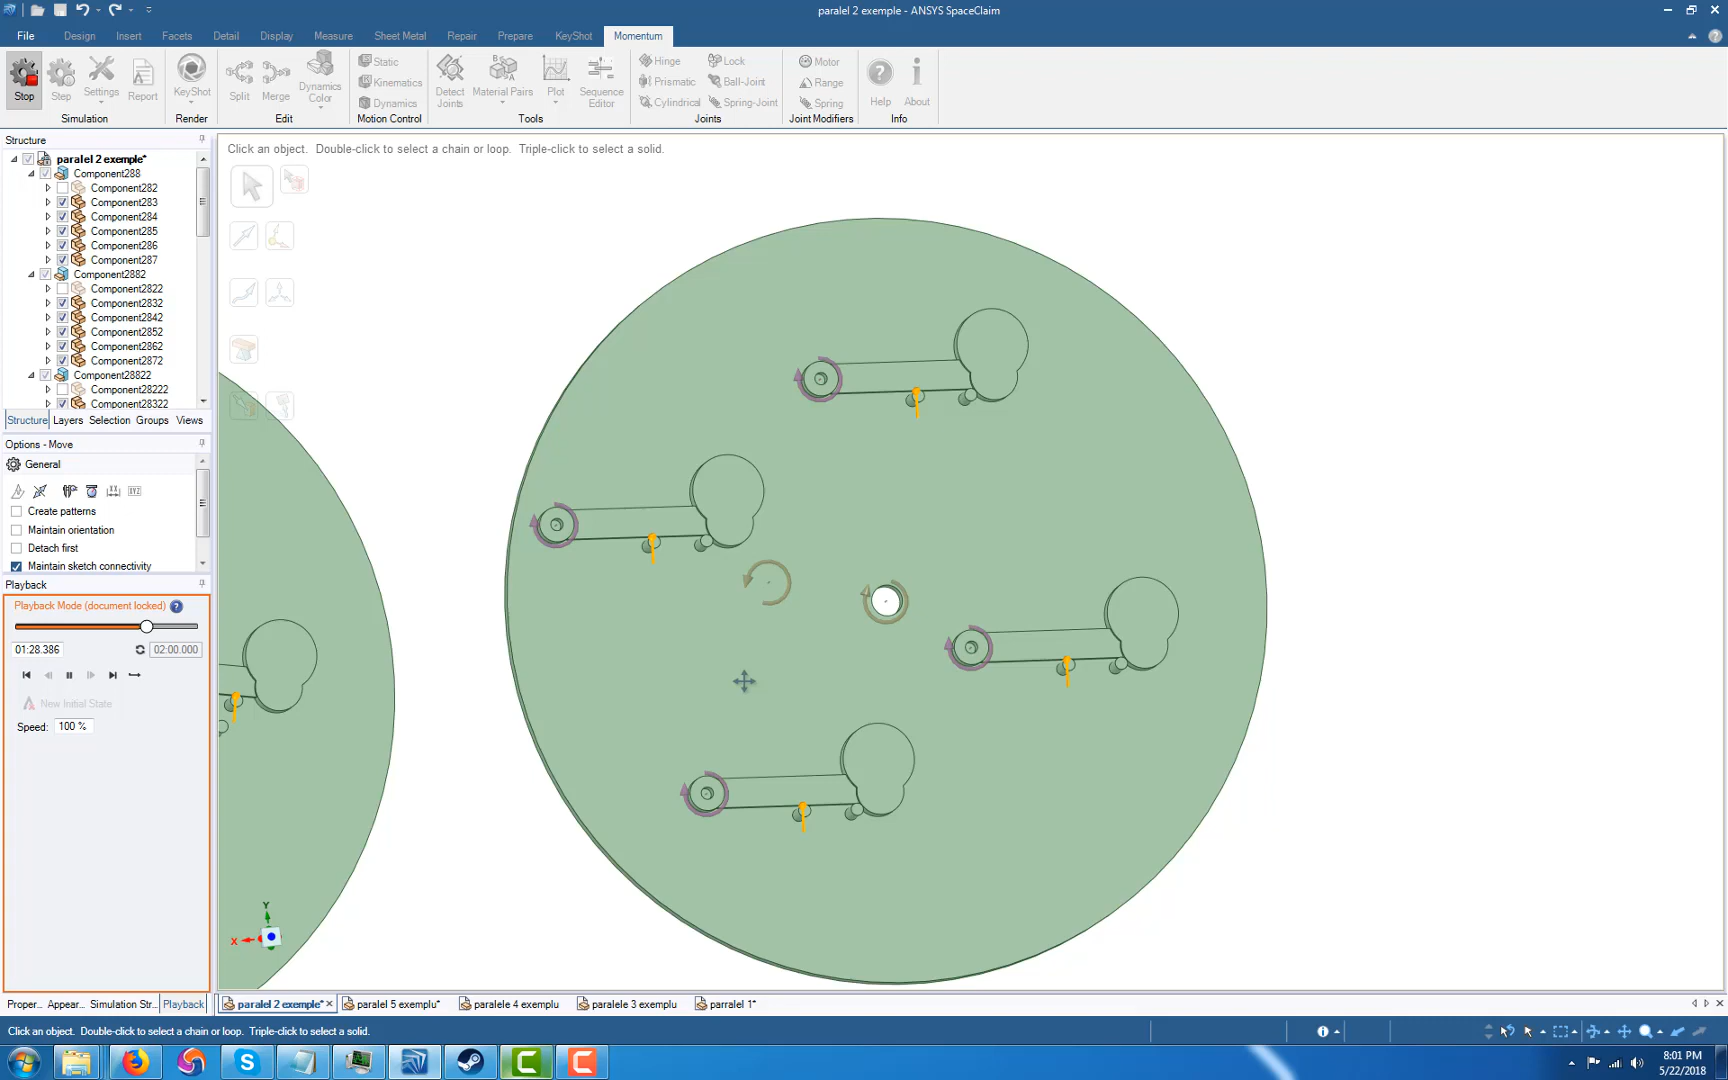 paralel 2 exemple - ANSYS SpaceClaim
File Design Insert Facets Detail Display Measure Sheet Metal Repair Prepare KeyShot Momentum
Stop Step Settings Report
Simulation
KeyShot
Render
Split Merge Dynamics Color
Edit
Static
Kinematics
Dynamics
Motion Control
Detect Joints Material Pairs Plot Sequence Editor
Tools
Hinge Lock
Prismatic Ball-Joint
Cylindrical Spring-Joint
Joints
Motor
Range
Spring
Joint Modifiers
Help About
Info
Structure
paralel 2 exemple*
Component288
Component282
Component283
Component284
Component285
Component286
Component287
Component2882
Component2822
Component2832
Component2842
Component2852
Component2862
Component2872
Component28822
Component28222
Component28322
Structure Layers Selection Groups Views
Options - Move
General
Create patterns
Maintain orientation
Detach first
Maintain sketch connectivity
Playback
Playback Mode (document locked)
01:28.386 02:00.000
New Initial State
Speed: 100 %
Proper... Appear... Simulation Str... Playback
Click an object. Double-click to select a chain or loop. Triple-click to select a solid.
Y
X
paralel 2 exemple* paralel 5 exemplu* paralele 4 exemplu paralele 3 exemplu parralel 1*
Click an object. Double-click to select a chain or loop. Triple-click to select a solid.
8:01 PM
5/22/2018